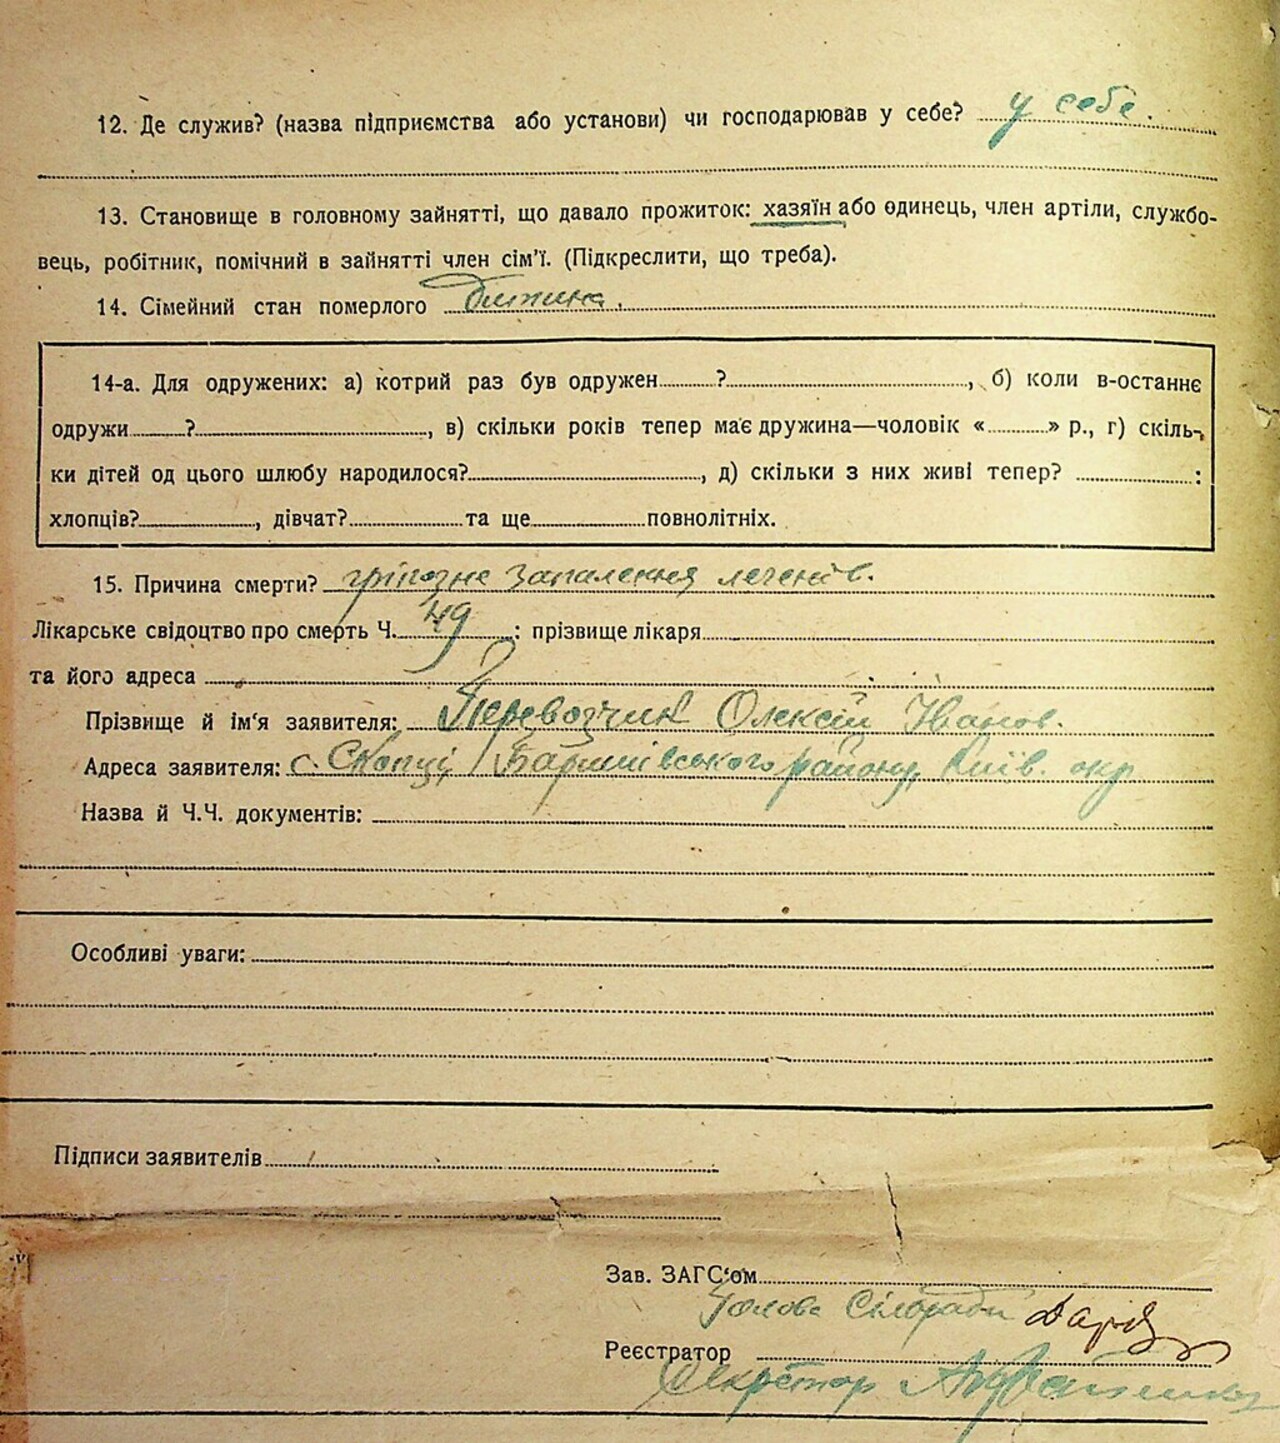 12. Де служив? (назва підприємства або установи) чи господарював у себе? у себе.
13. Становище в головному зайнятті, що давало прожиток: хазяїн або одинець, член артіли, службо-
вець, робітник, помічний в зайнятті член сім'ї. (Підкреслити, що треба).
14. Сімейний стан померлого Дитина.
14-а. Для одружених: а) котрий раз був одружен ? , б) коли в-останнє
одружи ? , в) скільки років тепер має дружина—чоловік « » р., г) скіль-
ки дітей од цього шлюбу народилося? , д) скільки з них живі тепер? :
хлопців? , дівчат? та ще повнолітніх.
15. Причина смерти? гріпозне запалення легенів.
Лікарське свідоцтво про смерть Ч. 49 : прізвище лікаря
та його адреса
Прізвище й ім'я заявителя: Перевозчик Олексій Іванов.
Адреса заявителя: с. Скопці, Баришівського району, Київ. окр
Назва й Ч.Ч. документів:
Особливі уваги:
Підписи заявителів
Зав. ЗАГС'ом
Голова Сільради
Реєстратор
Секретар